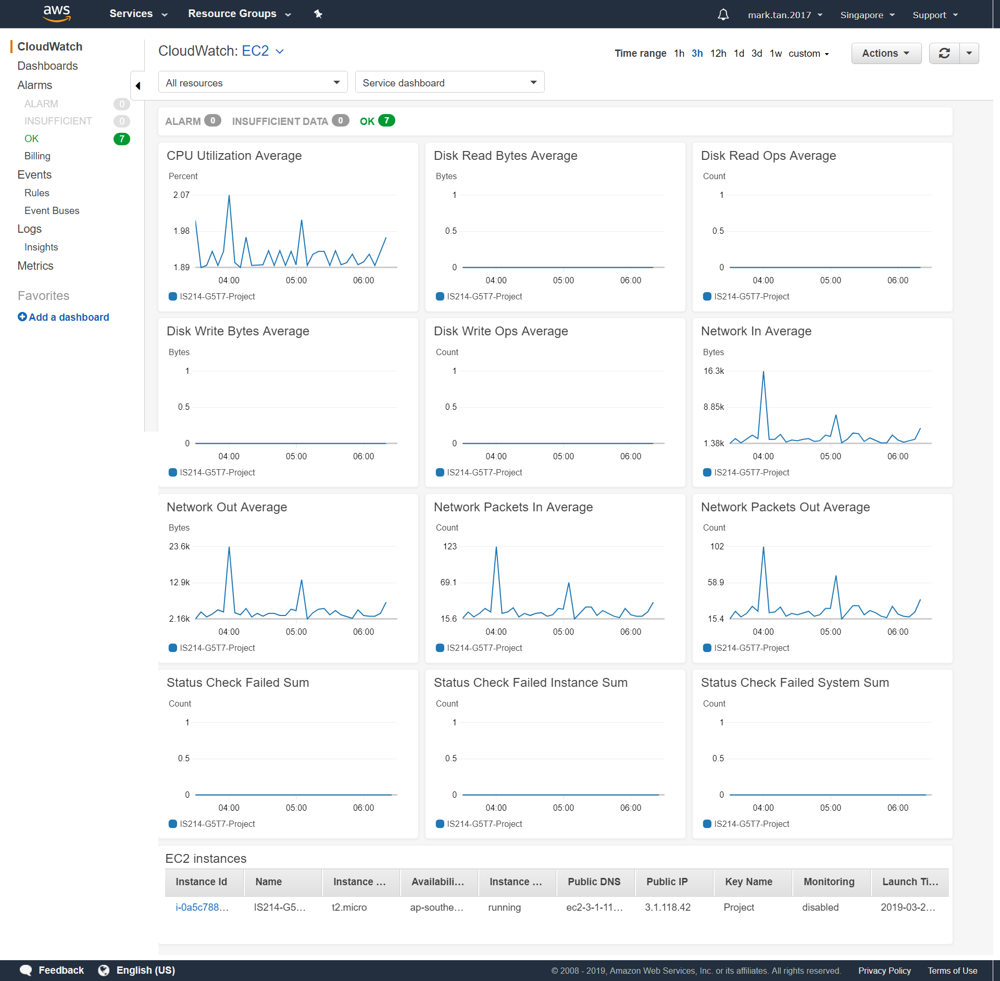 aws Services Resource Groups mark.tan.2017 Singapore Support
CloudWatch
Dashboards
Alarms
ALARM 0
INSUFFICIENT 0
OK 7
Billing
Events
Rules
Event Buses
Logs
Insights
Metrics
Favorites
Add a dashboard
CloudWatch: EC2
Time range 1h 3h 12h 1d 3d 1w custom Actions
All resources Service dashboard
ALARM 0 INSUFFICIENT DATA 0 OK 7
CPU Utilization Average
Percent
2.07
1.98
1.89
04:00 05:00 06:00
IS214-G5T7-Project
Disk Read Bytes Average
Bytes
1
0.5
0
04:00 05:00 06:00
IS214-G5T7-Project
Disk Read Ops Average
Count
1
0.5
0
04:00 05:00 06:00
IS214-G5T7-Project
Disk Write Bytes Average
Bytes
1
0.5
0
04:00 05:00 06:00
IS214-G5T7-Project
Disk Write Ops Average
Count
1
0.5
0
04:00 05:00 06:00
IS214-G5T7-Project
Network In Average
Bytes
16.3k
8.85k
1.38k
04:00 05:00 06:00
IS214-G5T7-Project
Network Out Average
Bytes
23.6k
12.9k
2.16k
04:00 05:00 06:00
IS214-G5T7-Project
Network Packets In Average
Count
123
69.1
15.6
04:00 05:00 06:00
IS214-G5T7-Project
Network Packets Out Average
Count
102
58.9
15.4
04:00 05:00 06:00
IS214-G5T7-Project
Status Check Failed Sum
Count
1
0.5
0
04:00 05:00 06:00
IS214-G5T7-Project
Status Check Failed Instance Sum
Count
1
0.5
0
04:00 05:00 06:00
IS214-G5T7-Project
Status Check Failed System Sum
Count
1
0.5
0
04:00 05:00 06:00
IS214-G5T7-Project
EC2 instances
Instance Id Name Instance ... Availabili... Instance ... Public DNS Public IP Key Name Monitoring Launch Ti...
i-0a5c788... IS214-G5... t2.micro ap-southe... running ec2-3-1-11... 3.1.118.42 Project disabled 2019-03-2...
Feedback English (US) © 2008 - 2019, Amazon Web Services, Inc. or its affiliates. All rights reserved. Privacy Policy Terms of Use